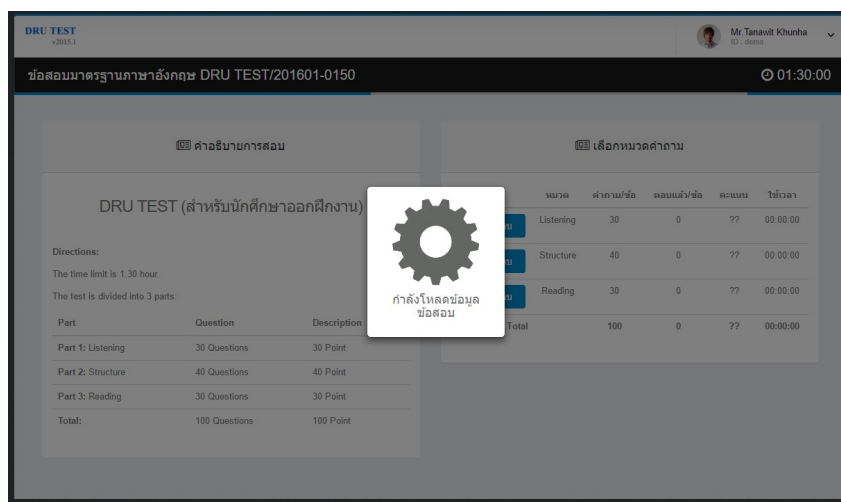 DRU TEST
v2015.1
Mr.Tanawit Khunha
ID : demo
ข้อสอบมาตรฐานภาษาอังกฤษ DRU TEST/201601-0150
01:30:00
คำอธิบายการสอบ
DRU TEST (สำหรับนักศึกษาออกฝึกงาน)
Directions:
The time limit is 1.30 hour.
The test is divided into 3 parts:
Part Question Description
Part 1: Listening 30 Questions 30 Point
Part 2: Structure 40 Questions 40 Point
Part 3: Reading 30 Questions 30 Point
Total: 100 Questions 100 Point
กำลังโหลดข้อมูล
ข้อสอบ
เลือกหมวดคำถาม
หมวด คำถาม/ข้อ ตอบแล้ว/ข้อ คะแนน ใช้เวลา
Listening 30 0 ?? 00:00:00
Structure 40 0 ?? 00:00:00
Reading 30 0 ?? 00:00:00
Total 100 0 ?? 00:00:00